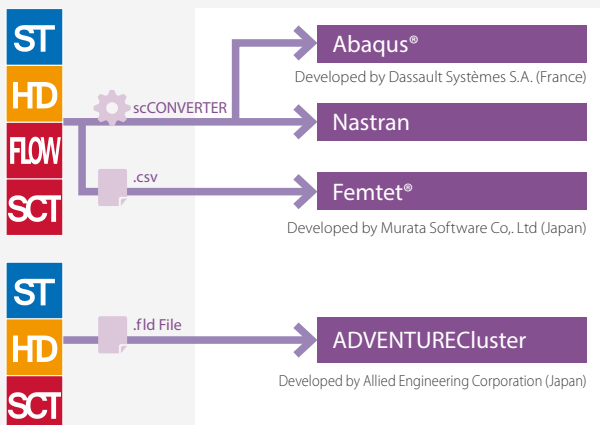 ST
HD
FLOW
SCT
scCONVERTER
.csv
Abaqus®
Developed by Dassault Systèmes S.A. (France)
Nastran
Femtet®
Developed by Murata Software Co,. Ltd (Japan)
ST
HD
SCT
.fld File
ADVENTURECluster
Developed by Allied Engineering Corporation (Japan)